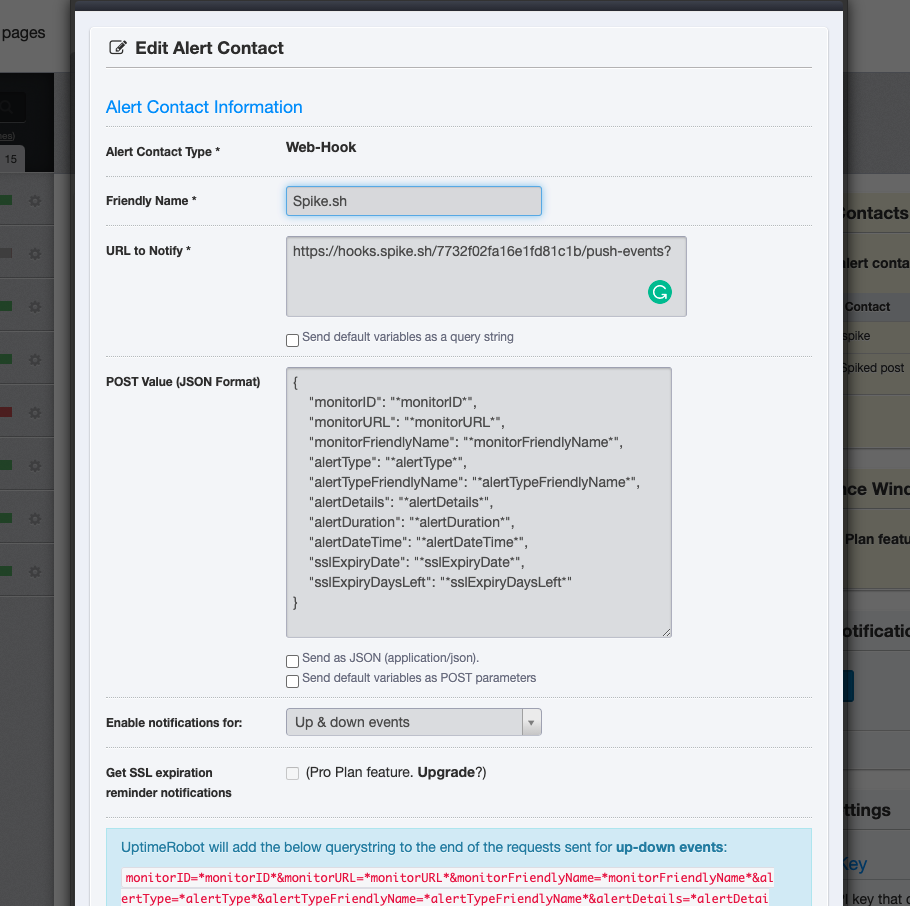 pages
Edit Alert Contact
Alert Contact Information
Alert Contact Type *
Web-Hook
15
Friendly Name *
Spike.sh
URL to Notify *
https://hooks.spike.sh/7732f02fa16e1fd81c1b/push-events?
Send default variables as a query string
POST Value (JSON Format)
{
"monitorID": "*monitorID*",
"monitorURL": "*monitorURL*",
"monitorFriendlyName": "*monitorFriendlyName*",
"alertType": "*alertType*",
"alertTypeFriendlyName": "*alertTypeFriendlyName*",
"alertDetails": "*alertDetails*",
"alertDuration": "*alertDuration*",
"alertDateTime": "*alertDateTime*",
"sslExpiryDate": "*sslExpiryDate*",
"sslExpiryDaysLeft": "*sslExpiryDaysLeft*"
}
Send as JSON (application/json).
Send default variables as POST parameters
Enable notifications for:
Up & down events
Get SSL expiration
reminder notifications
(Pro Plan feature. Upgrade?)
UptimeRobot will add the below querystring to the end of the requests sent for up-down events:
monitorID=*monitorID*&monitorURL=*monitorURL*&monitorFriendlyName=*monitorFriendlyName*&al
ertType=*alertType*&alertTypeFriendlyName=*alertTypeFriendlyName*&alertDetails=*alertDetai
Contacts
alert conta
Contact
spike
Spiked post
nce Wind
Plan featu
otificatio
ttings
Key
I key that c